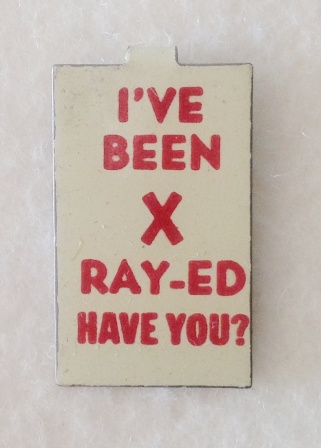 I'VE
BEEN
X
RAY-ED
HAVE YOU?